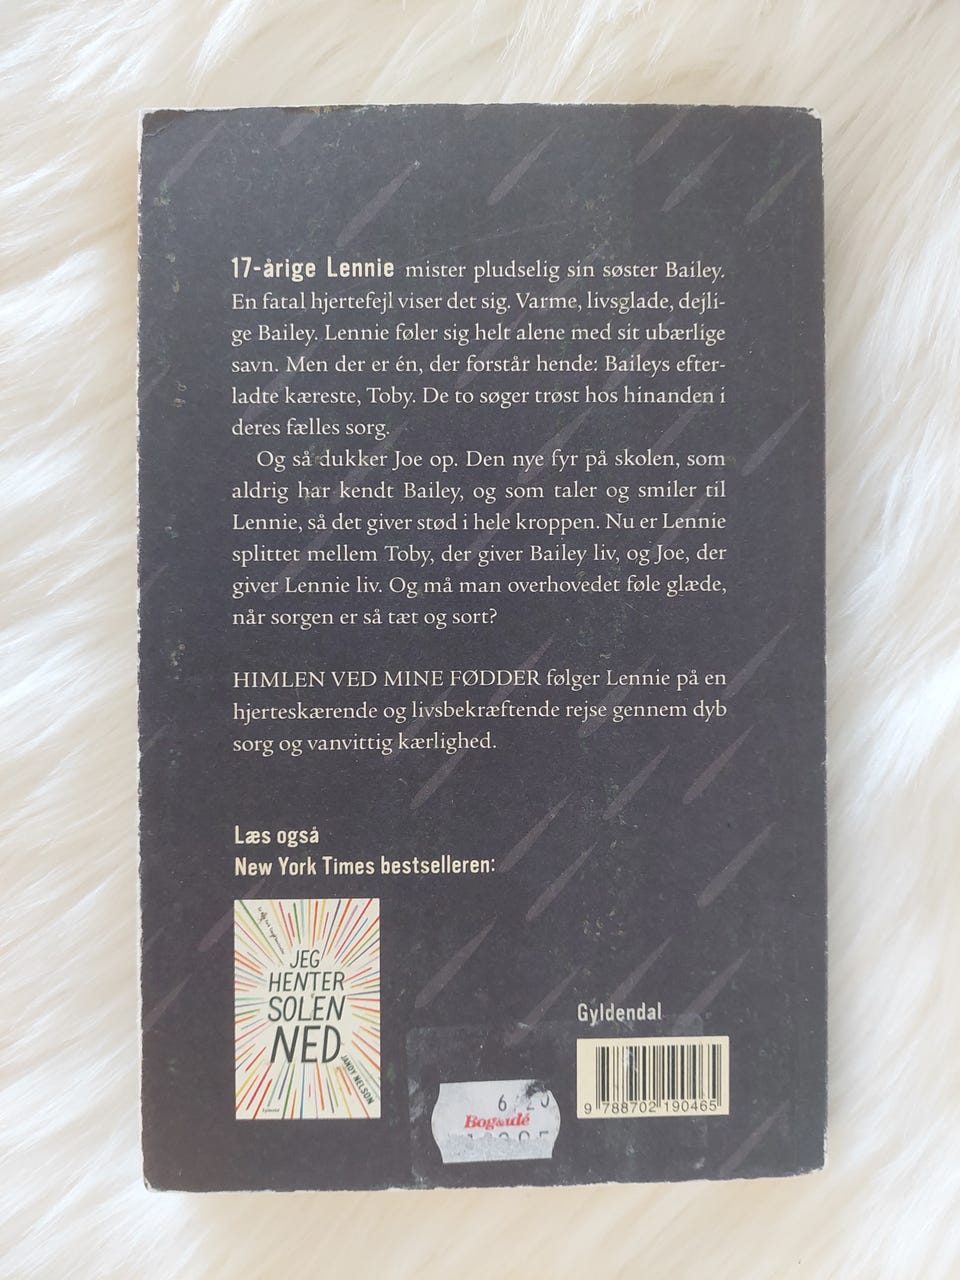 17-årige Lennie mister pludselig sin søster Bailey.
En fatal hjertefejl viser det sig. Varme, livsglade, dejli-
ge Bailey. Lennie føler sig helt alene med sit ubærlige
savn. Men der er én, der forstår hende: Baileys efter-
ladte kæreste, Toby. De to søger trøst hos hinanden i
deres fælles sorg.
Og så dukker Joe op. Den nye fyr på skolen, som
aldrig har kendt Bailey, og som taler og smiler til
Lennie, så det giver stød i hele kroppen. Nu er Lennie
splittet mellem Toby, der giver Bailey liv, og Joe, der
giver Lennie liv. Og må man overhovedet føle glæde,
når sorgen er så tæt og sort?
HIMLEN VED MINE FØDDER følger Lennie på en
hjerteskærende og livsbekræftende rejse gennem dyb
sorg og vanvittig kærlighed.
Læs også
New York Times bestselleren:
JEG
HENTER
SOLEN
NED
JANDY NELSON
Gyldendal
Gyldendal
9 788702 190465
6 20
Bog&idé